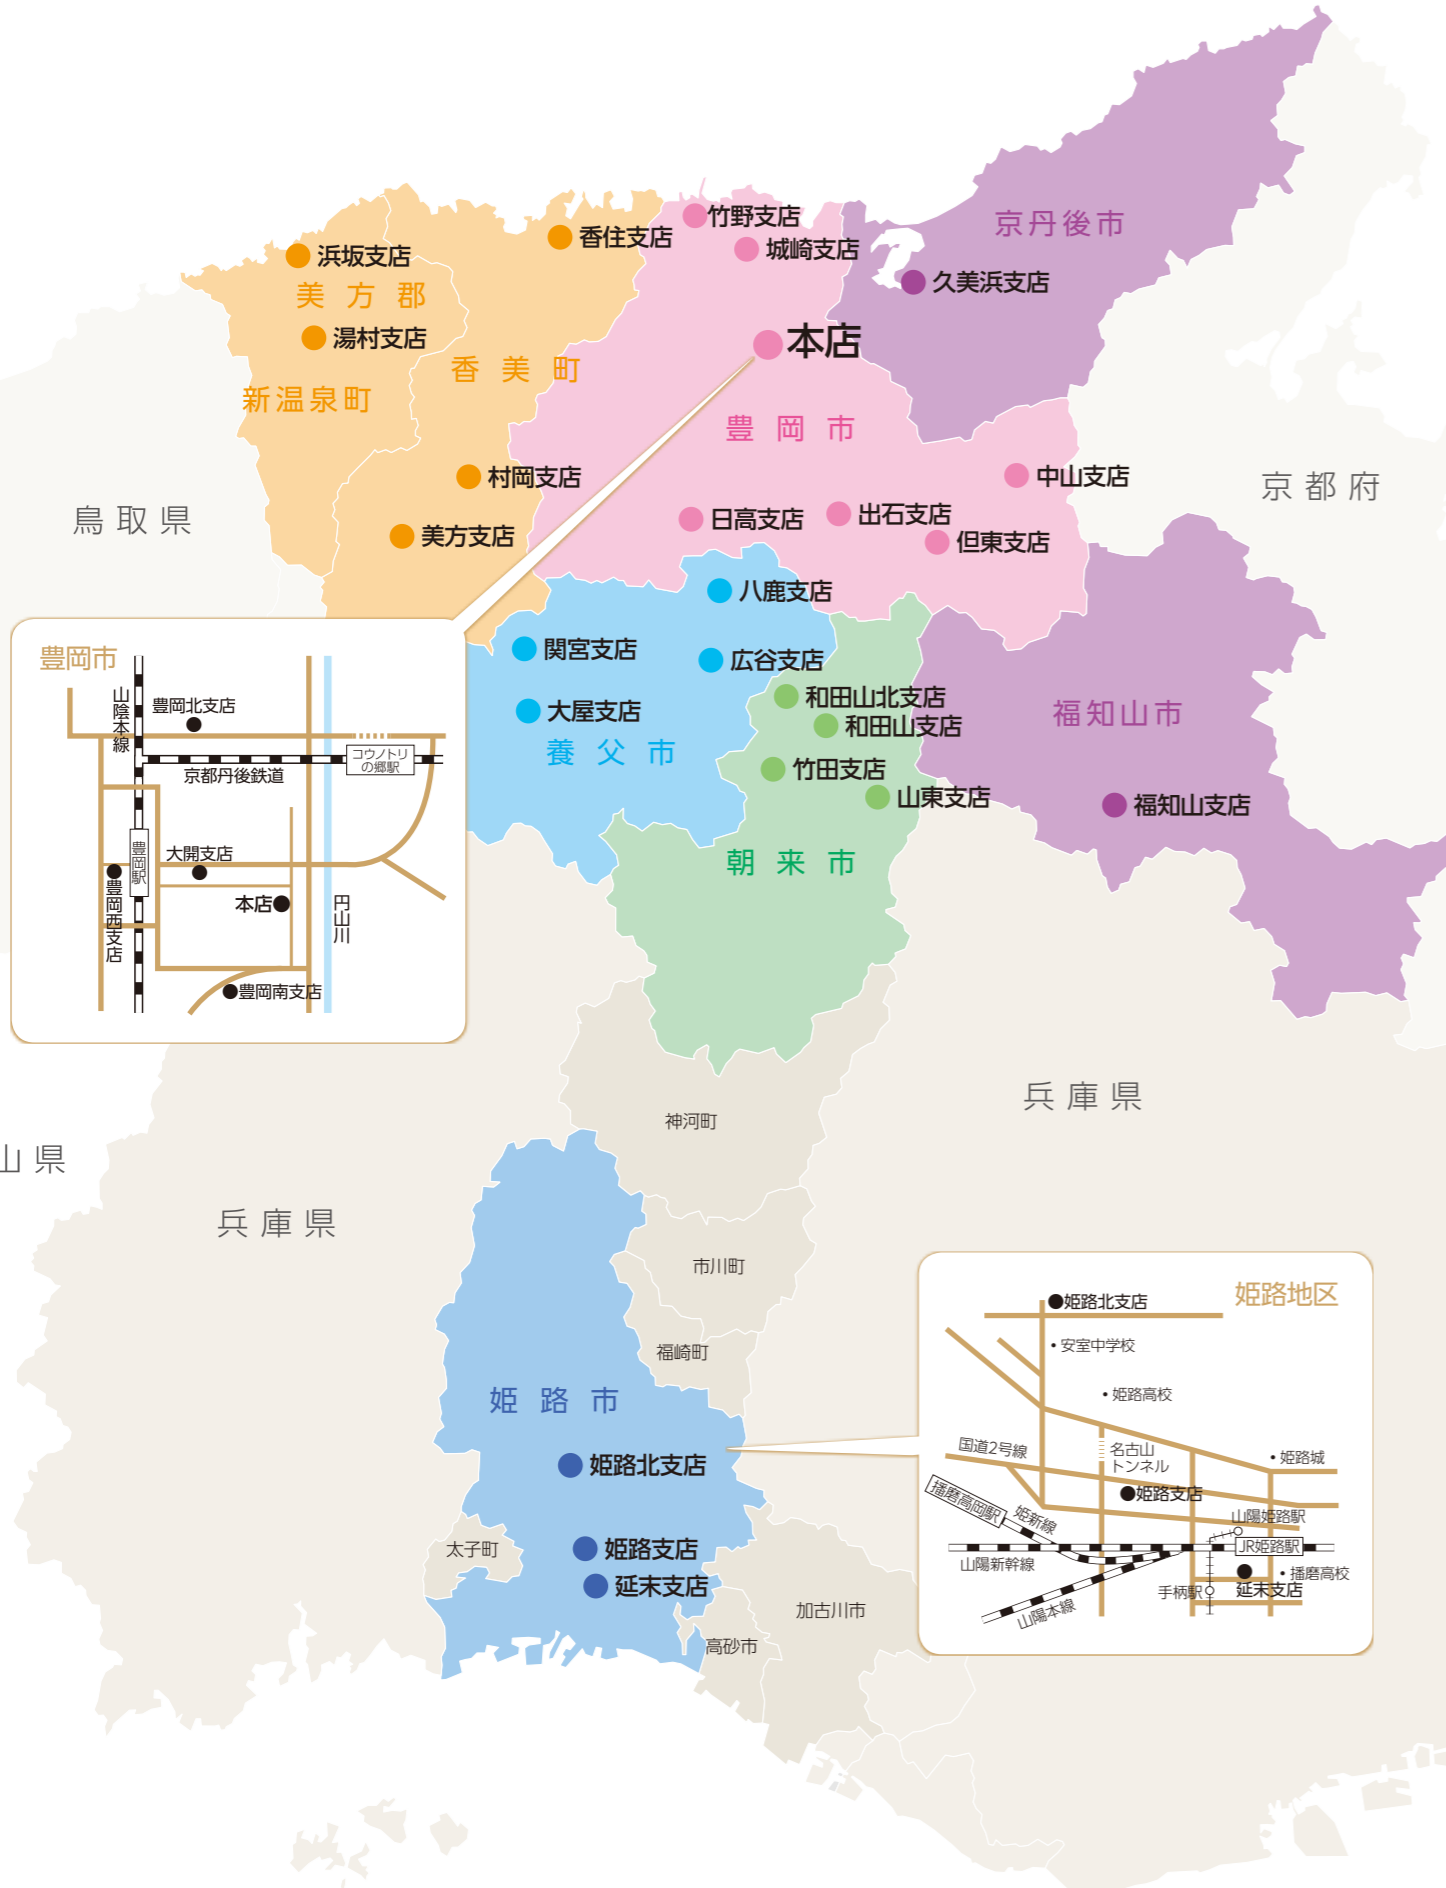 京丹後市
竹野支店
香住支店
城崎支店
浜坂支店
久美浜支店
美方郡
湯村支店
本店
香美町
新温泉町
豊岡市
村岡支店
中山支店
京都府
鳥取県
日高支店
出石支店
美方支店
但東支店
八鹿支店
関宮支店
広谷支店
和田山北支店
大屋支店
和田山支店
福知山市
養父市
竹田支店
山東支店
福知山支店
朝来市
豊岡市
山陰本線
豊岡北支店
コウノトリ
の郷駅
京都丹後鉄道
豊岡駅
大開支店
豊岡西支店
本店
円山川
豊岡南支店
神河町
兵庫県
山県
兵庫県
市川町
福崎町
姫路市
姫路北支店
太子町
姫路支店
延末支店
加古川市
高砂市
姫路地区
姫路北支店
安室中学校
姫路高校
国道2号線
名古山
トンネル
姫路城
播磨高岡駅
姫新線
姫路支店
山陽姫路駅
JR姫路駅
山陽新幹線
播磨高校
手柄駅
延末支店
山陽本線